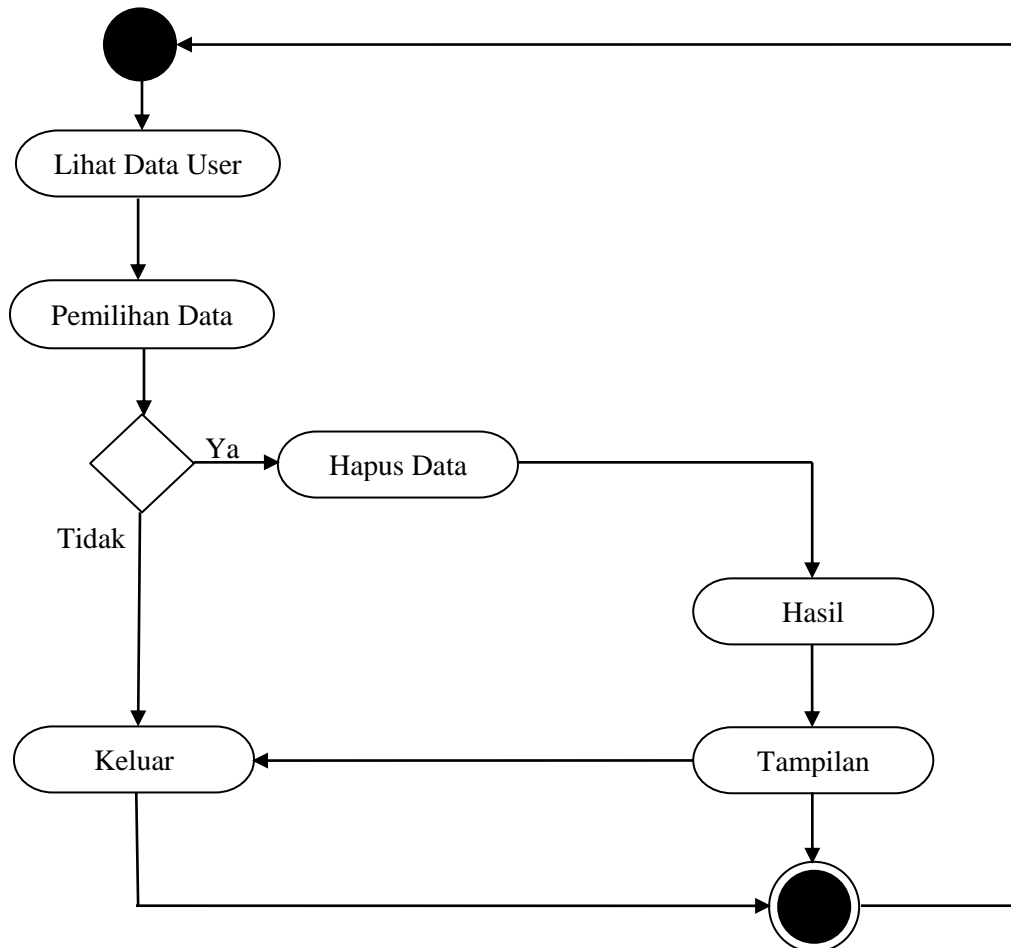 Lihat Data User
Pemilihan Data
Ya
Hapus Data
Tidak
Hasil
Keluar
Tampilan